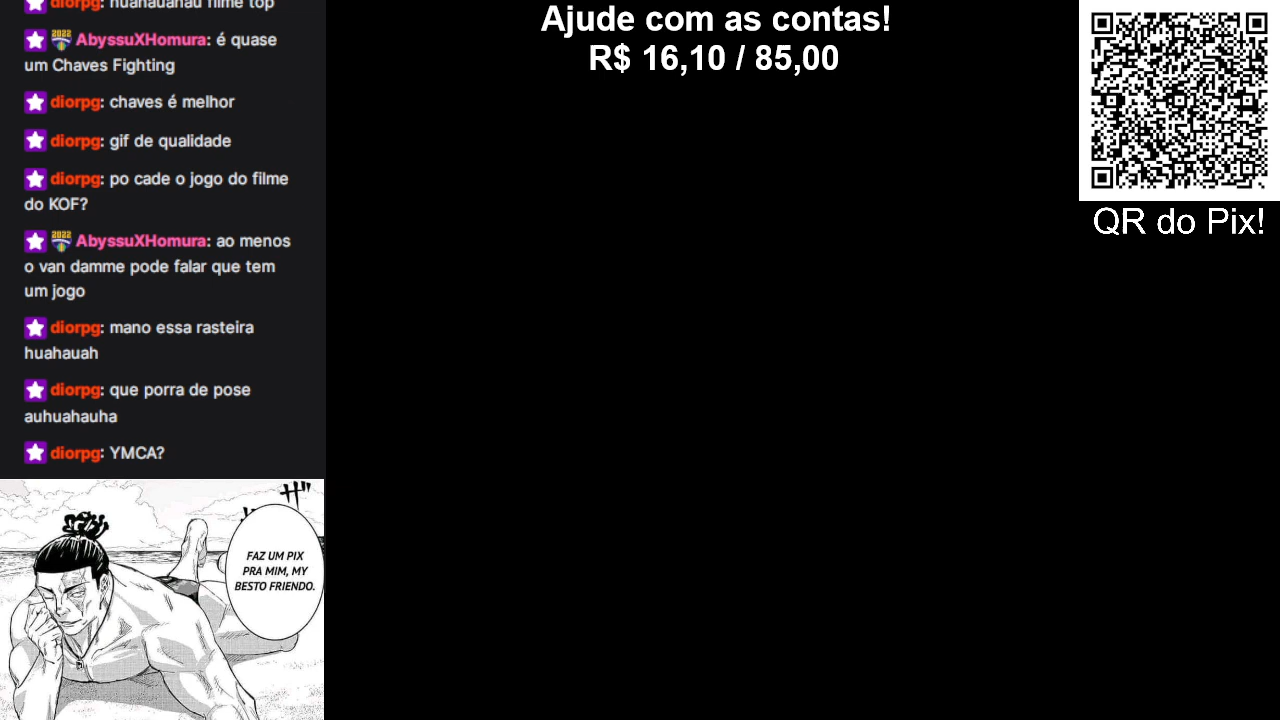 diorpg: huahauahau filme top
AbyssuXHomura: é quase
um Chaves Fighting
diorpg: chaves é melhor
diorpg: gif de qualidade
diorpg: po cade o jogo do filme
do KOF?
AbyssuXHomura: ao menos
o van damme pode falar que tem
um jogo
diorpg: mano essa rasteira
huahauah
diorpg: que porra de pose
auhuahauha
diorpg: YMCA?
FAZ UM PIX
PRA MIM, MY
BESTO FRIENDO.
Ajude com as contas!
R$ 16,10 / 85,00
QR do Pix!